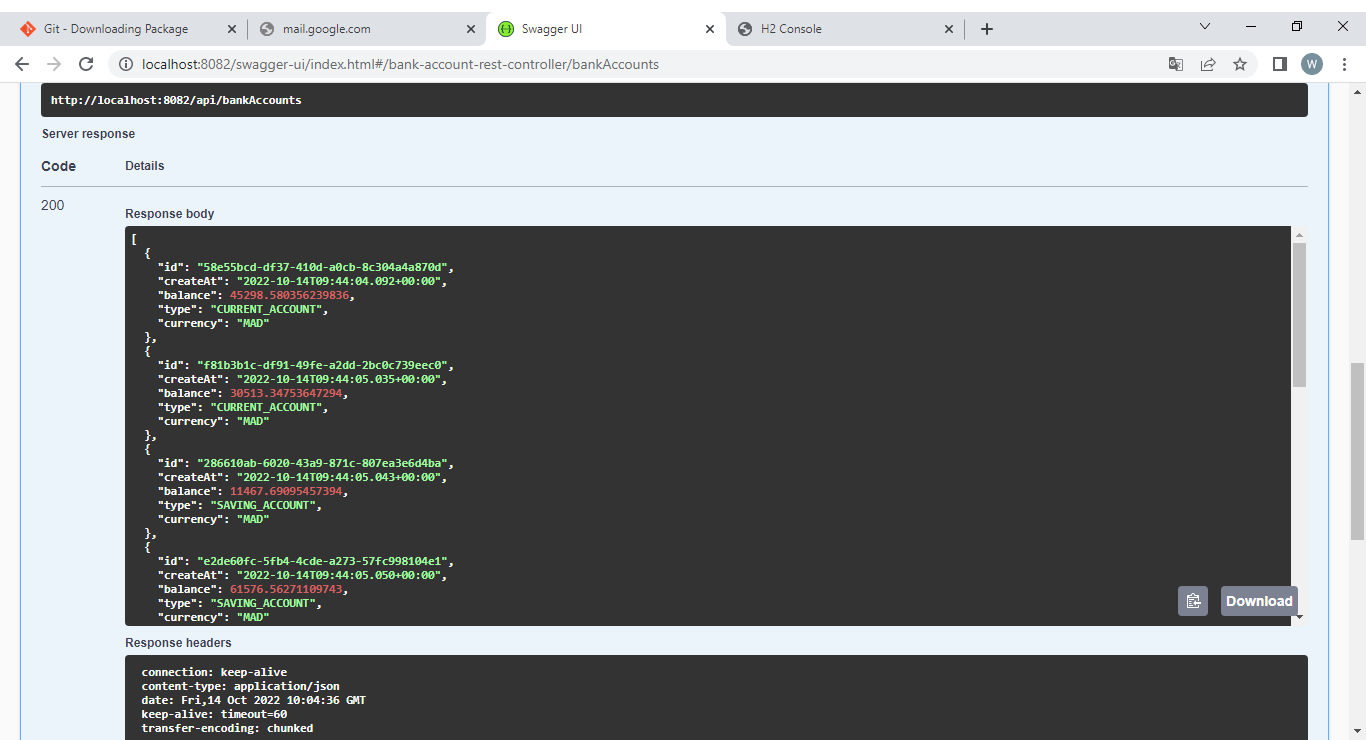 Git - Downloading Package
mail.google.com
Swagger UI
H2 Console
localhost:8082/swagger-ui/index.html#/bank-account-rest-controller/bankAccounts
W
http://localhost:8082/api/bankAccounts
Server response
Code Details
200
Response body
[
{
"id": "58e55bcd-df37-410d-a0cb-8c304a4a870d",
"createAt": "2022-10-14T09:44:04.092+00:00",
"balance": 45298.580356239836,
"type": "CURRENT_ACCOUNT",
"currency": "MAD"
},
{
"id": "f81b3b1c-df91-49fe-a2dd-2bc0c739eec0",
"createAt": "2022-10-14T09:44:05.035+00:00",
"balance": 30513.34753647294,
"type": "CURRENT_ACCOUNT",
"currency": "MAD"
},
{
"id": "286610ab-6020-43a9-871c-807ea3e6d4ba",
"createAt": "2022-10-14T09:44:05.043+00:00",
"balance": 11467.69095457394,
"type": "SAVING_ACCOUNT",
"currency": "MAD"
},
{
"id": "e2de60fc-5fb4-4cde-a273-57fc998104e1",
"createAt": "2022-10-14T09:44:05.050+00:00",
"balance": 61576.56271109743,
"type": "SAVING_ACCOUNT",
"currency": "MAD"
Download
Response headers
connection: keep-alive
content-type: application/json
date: Fri,14 Oct 2022 10:04:36 GMT
keep-alive: timeout=60
transfer-encoding: chunked